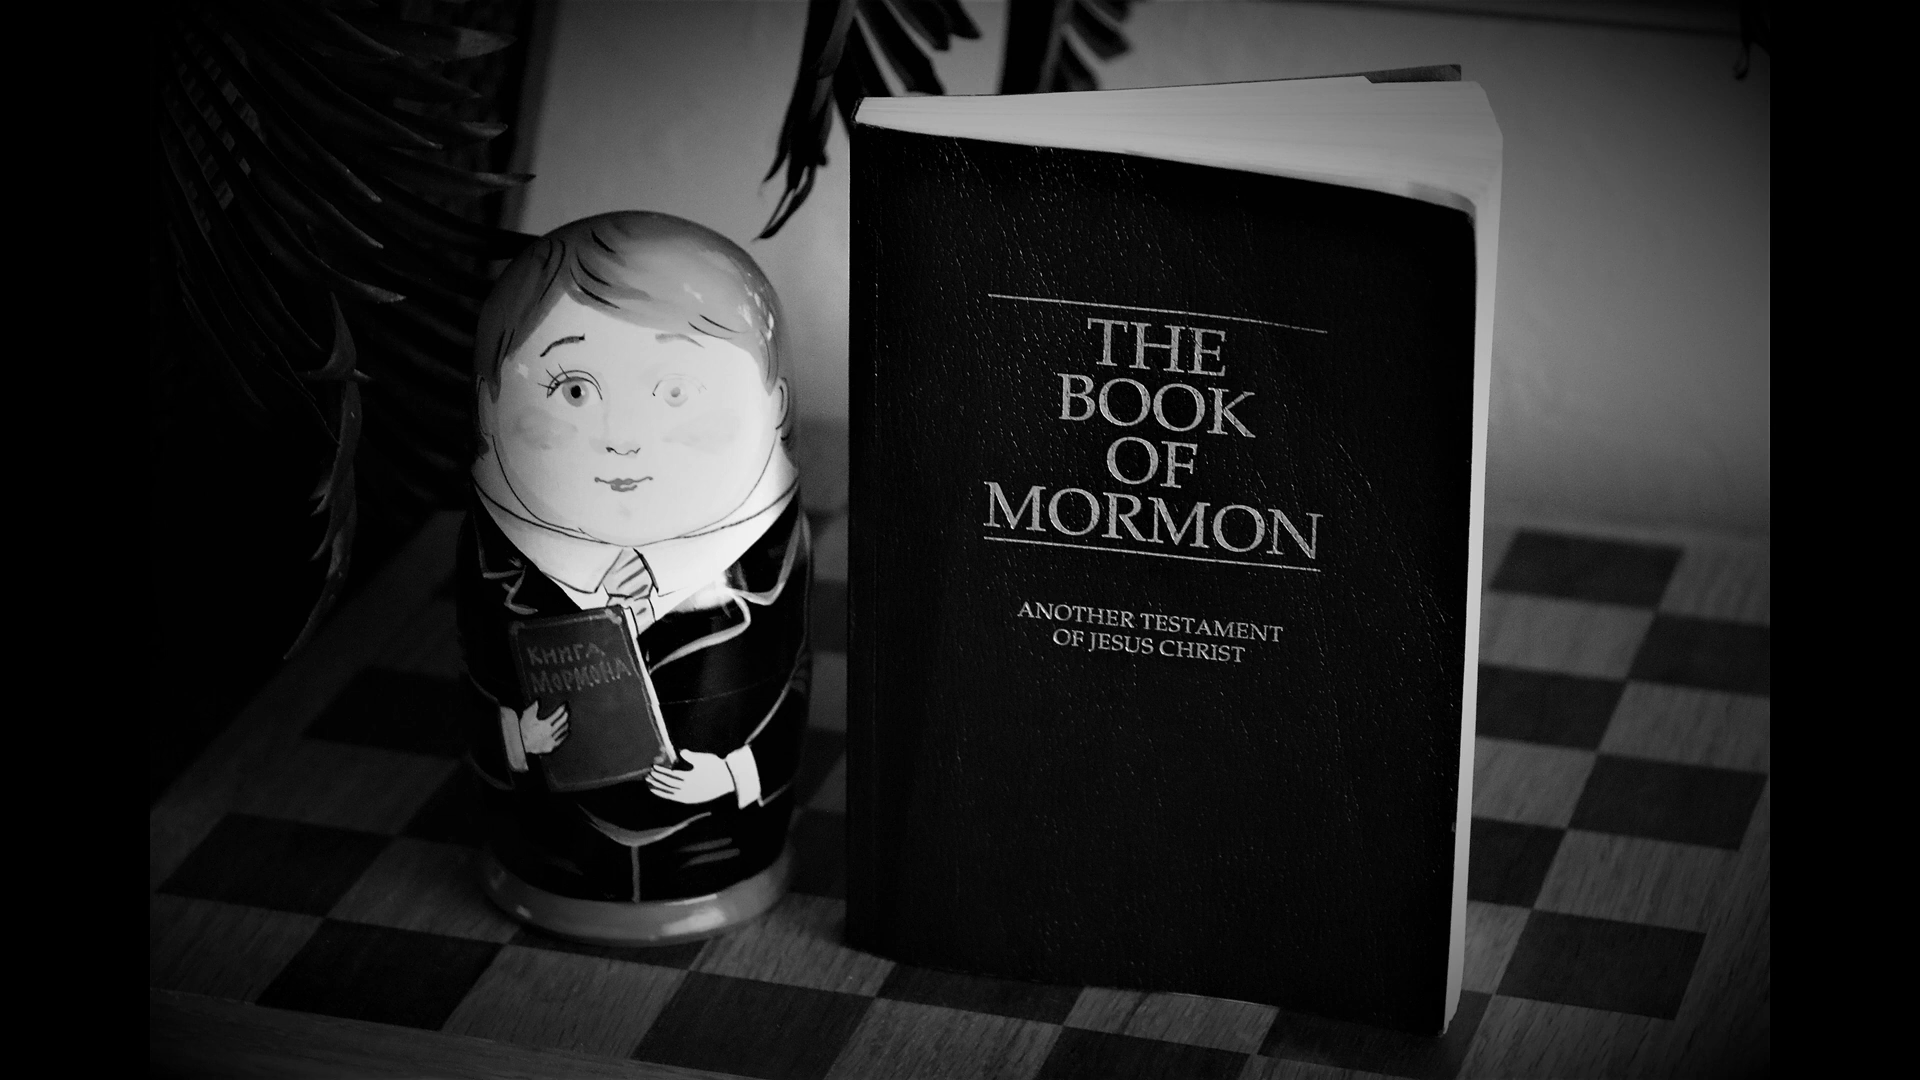 КНИГА
МОРМОНА
THE
BOOK
OF
MORMON
ANOTHER TESTAMENT
OF JESUS CHRIST